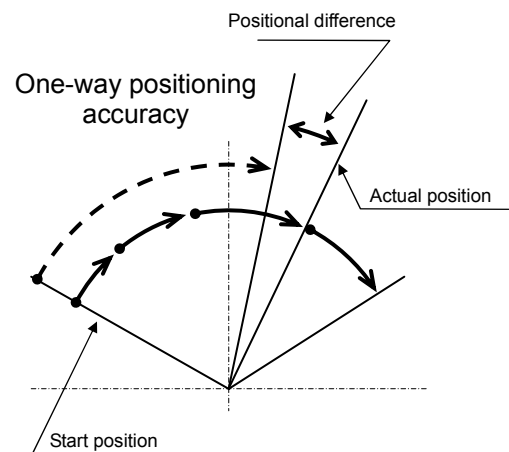 Positional difference
One-way positioning
accuracy
Actual position
Start position